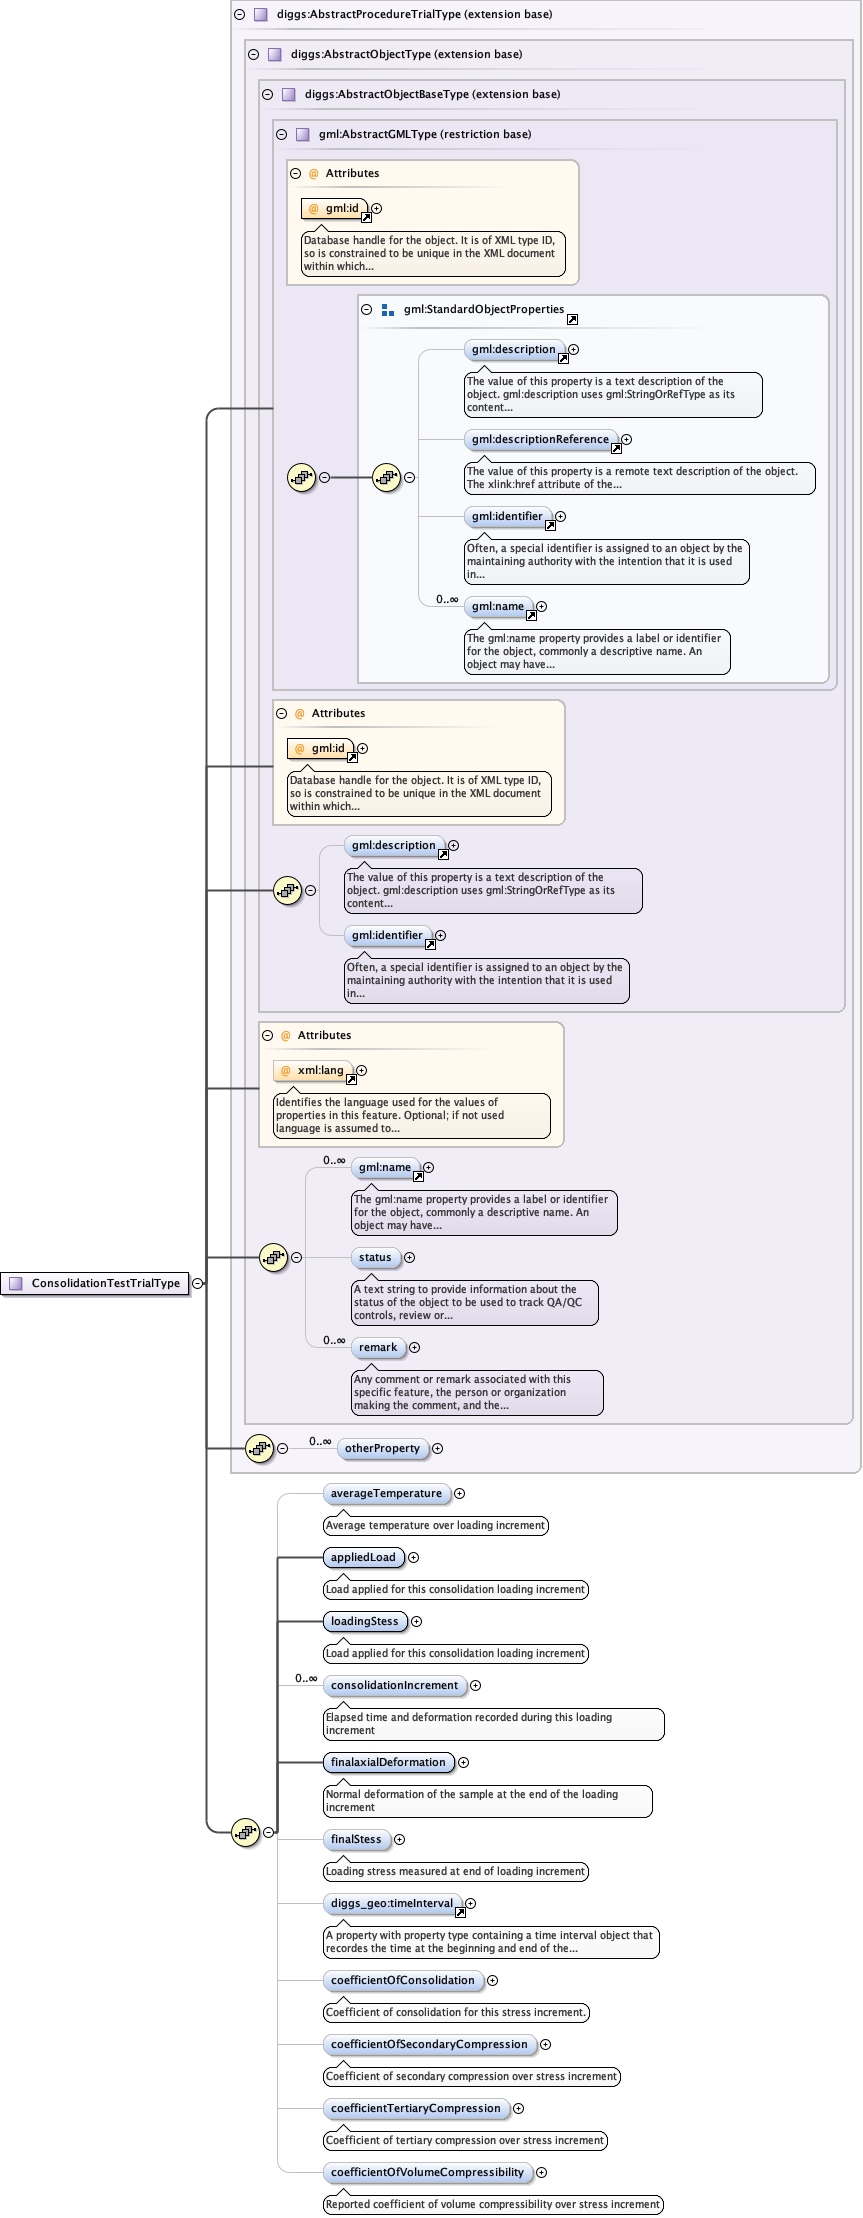 diggs:AbstractProcedureTrialType (extension base)
diggs:AbstractObjectType (extension base)
diggs:AbstractObjectBaseType (extension base)
gml:AbstractGMLType (restriction base)
@ Attributes
@ gml:id
Database handle for the object. It is of XML type ID,
so is constrained to be unique in the XML document
within which...
gml:StandardObjectProperties
gml:description
The value of this property is a text description of the
object. gml:description uses gml:StringOrRefType as its
content...
gml:descriptionReference
The value of this property is a remote text description of the object.
The xlink:href attribute of the...
gml:identifier
Often, a special identifier is assigned to an object by the
maintaining authority with the intention that it is used
in...
0..∞ gml:name
The gml:name property provides a label or identifier
for the object, commonly a descriptive name. An
object may have...
@ Attributes
@ gml:id
Database handle for the object. It is of XML type ID,
so is constrained to be unique in the XML document
within which...
gml:description
The value of this property is a text description of the
object. gml:description uses gml:StringOrRefType as its
content...
gml:identifier
Often, a special identifier is assigned to an object by the
maintaining authority with the intention that it is used
in...
@ Attributes
@ xml:lang
Identifies the language used for the values of
properties in this feature. Optional; if not used
language is assumed to...
0..∞ gml:name
The gml:name property provides a label or identifier
for the object, commonly a descriptive name. An
object may have...
status
ConsolidationTestTrialType
A text string to provide information about the
status of the object to be used to track QA/QC
controls, review or...
0..∞ remark
Any comment or remark associated with this
specific feature, the person or organization
making the comment, and the...
0..∞ otherProperty
averageTemperature
Average temperature over loading increment
appliedLoad
Load applied for this consolidation loading increment
loadingStess
Load applied for this consolidation loading increment
0..∞ consolidationIncrement
Elapsed time and deformation recorded during this loading
increment
finalaxialDeformation
Normal deformation of the sample at the end of the loading
increment
finalStess
Loading stress measured at end of loading increment
diggs_geo:timeInterval
A property with property type containing a time interval object that
recordes the time at the beginning and end of the...
coefficientOfConsolidation
Coefficient of consolidation for this stress increment.
coefficientOfSecondaryCompression
Coefficient of secondary compression over stress increment
coefficientTertiaryCompression
Coefficient of tertiary compression over stress increment
coefficientOfVolumeCompressibility
Reported coefficient of volume compressibility over stress increment